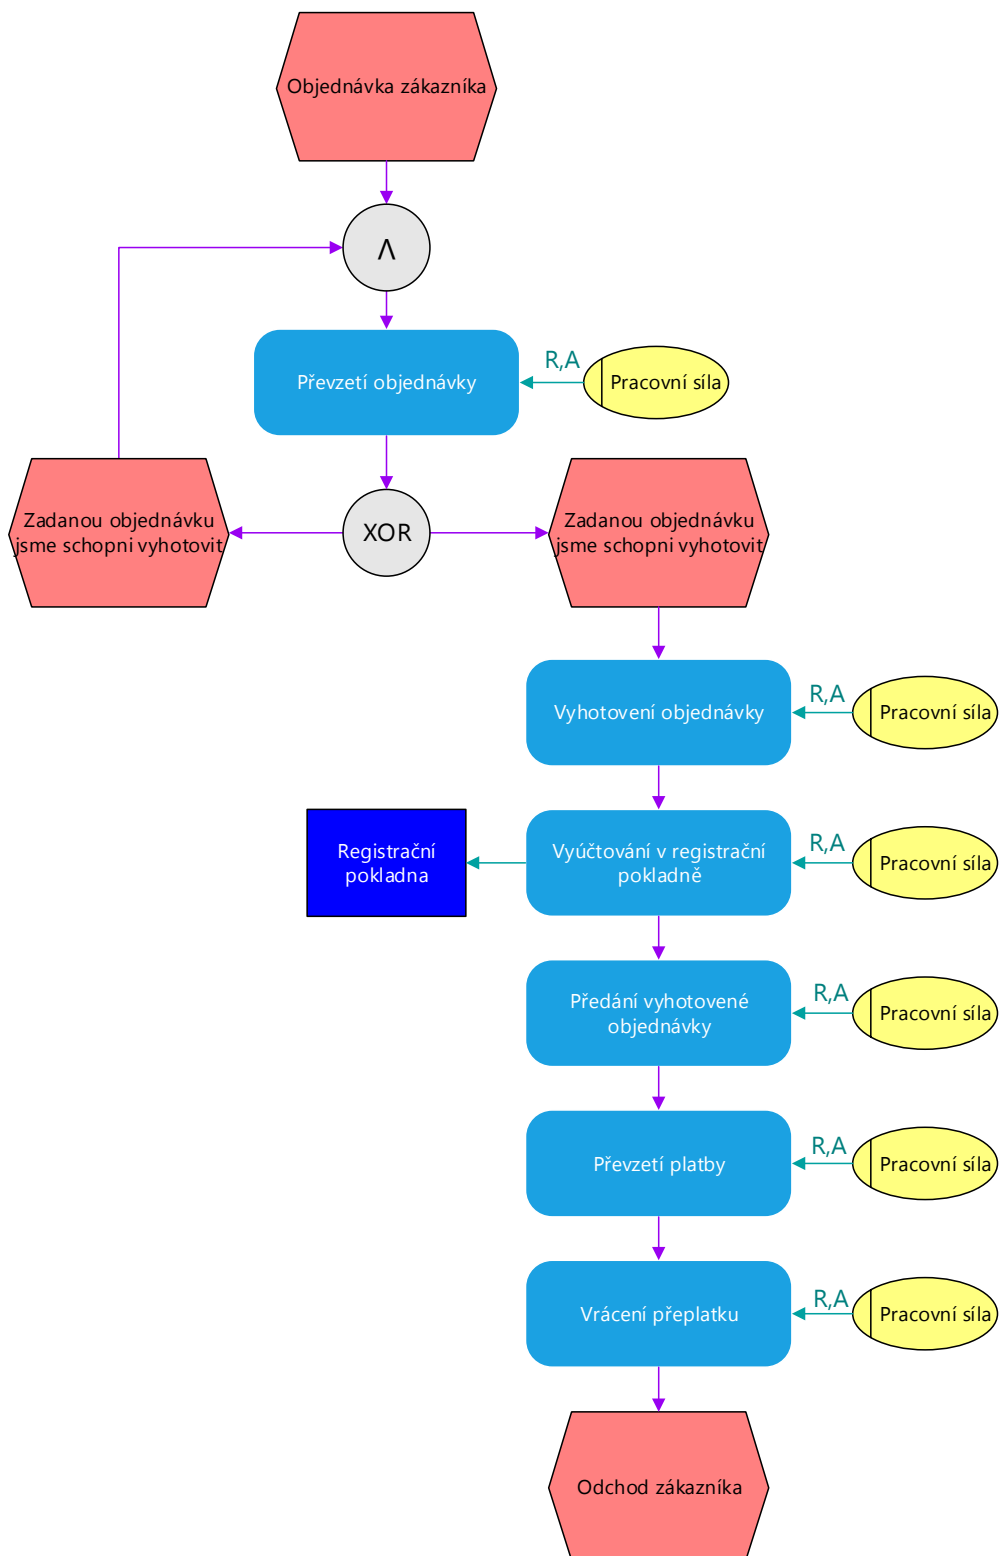 Objednávka zákazníka
Λ
Převzetí objednávky
R,A
Pracovní síla
Zadanou objednávku
jsme schopni vyhotovit
XOR
Zadanou objednávku
jsme schopni vyhotovit
Vyhotovení objednávky
R,A
Pracovní síla
Registrační
pokladna
Vyúčtování v registrační
pokladně
R,A
Pracovní síla
Předání vyhotovené
objednávky
R,A
Pracovní síla
Převzetí platby
R,A
Pracovní síla
Vrácení přeplatku
R,A
Pracovní síla
Odchod zákazníka